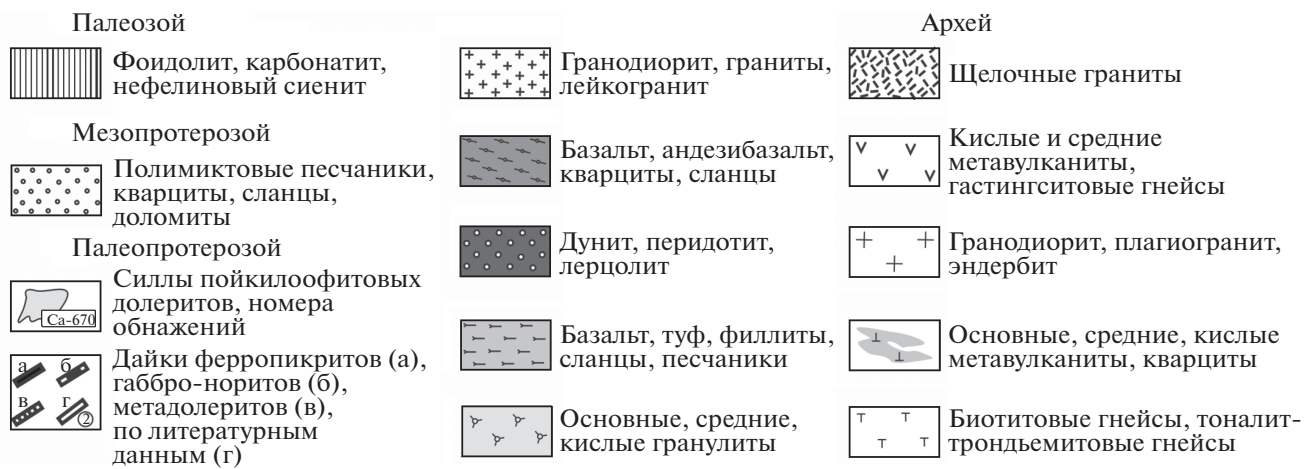 Палеозой
Фоидолит, карбонатит,
нефелиновый сиенит
Мезопротерозой
Полимиктовые песчаники,
кварциты, сланцы,
доломиты
Палеопротерозой
Силлы пойкилоофитовых
долеритов, номера
обнажений
Са-670
Дайки ферропикритов (а),
габбро-норитов (б),
метадолеритов (в),
по литературным
данным (г)
а б
в г
2
Гранодиорит, граниты,
лейкогранит
Базальт, андезибазальт,
кварциты, сланцы
Дунит, перидотит,
лерцолит
Базальт, туф, филлиты,
сланцы, песчаники
Основные, средние,
кислые гранулиты
Архей
Щелочные граниты
Кислые и средние
метавулканиты,
гастингситовые гнейсы
Гранодиорит, плагиогранит,
эндербит
Основные, средние, кислые
метавулканиты, кварциты
Биотитовые гнейсы, тоналит-
трондьемитовые гнейсы